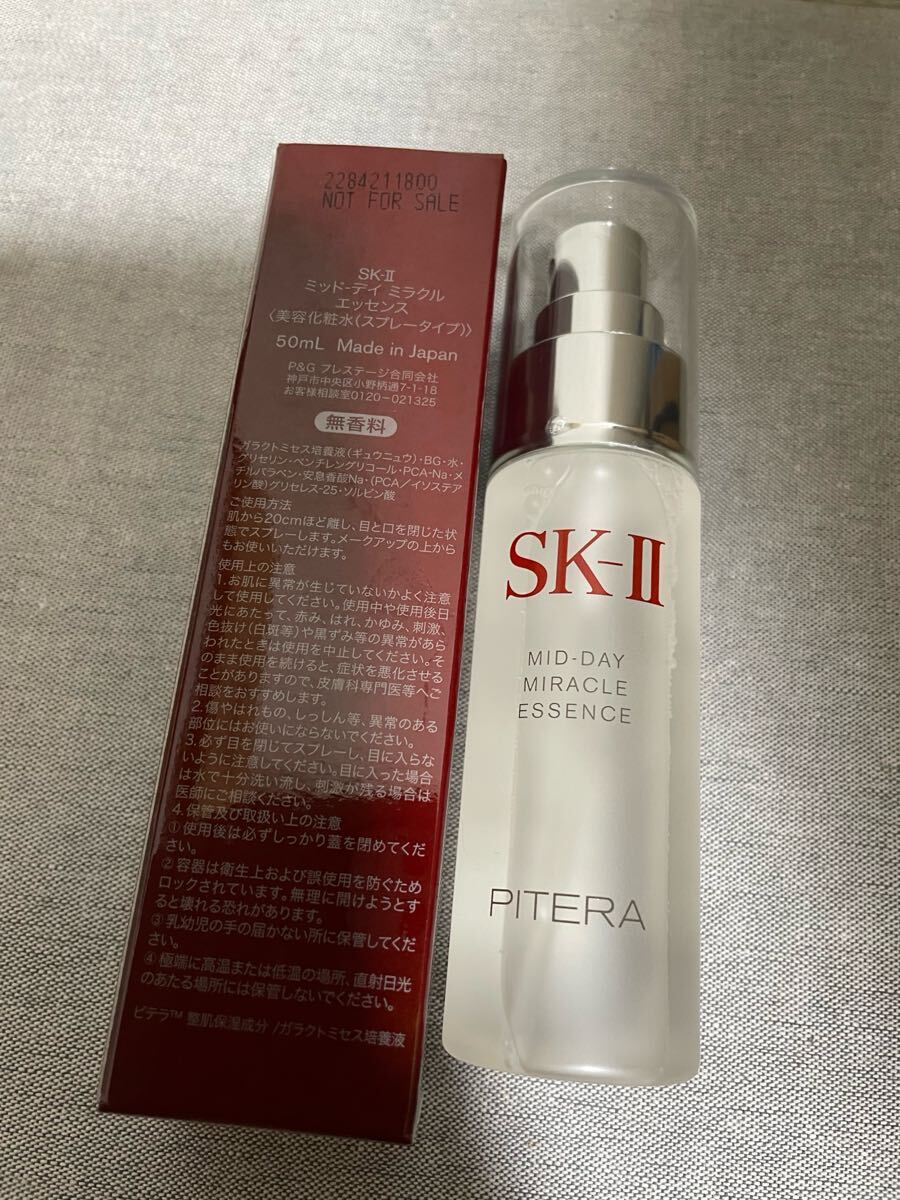 2284211800
NOT FOR SALE
SK-II
ミッド-デイ ミラクル
エッセンス
〈美容化粧水(スプレータイプ)〉
50mL Made in Japan
P&G プレステージ合同会社
神戸市中央区小野柄通7-1-18
お客様相談室0120-021325
無香料
ガラクトミセス培養液(ギュウニュウ)・BG・水・
グリセリン・ペンチレングリコール・PCA-Na・メ
チルパラベン・安息香酸Na・(PCA/イソステア
リン酸)グリセレス-25・ソルビン酸
ご使用方法
肌から20cmほど離し、目と口を閉じた状
態でスプレーします。メークアップの上から
もお使いいただけます。
使用上の注意
1.お肌に異常が生じていないかよく注意
して使用してください。使用中や使用後日
光にあたって、赤み、はれ、かゆみ、刺激、
色抜け(白斑等)や黒ずみ等の異常があら
われたときは使用を中止してください。そ
のまま使用を続けると、症状を悪化させる
ことがありますので、皮膚科専門医等へご
相談をおすすめします。
2.傷やはれもの、しっしん等、異常のある
部位にはお使いにならないでください。
3.必ず目を閉じてスプレーし、目に入らな
いように注意してください。目に入った場合
は水で十分洗い流し、刺激が残る場合は
医師にご相談ください。
4.保管及び取扱い上の注意
①使用後は必ずしっかり蓋を閉めてくだ
さい。
②容器は衛生上および誤使用を防ぐため
ロックされています。無理に開けようとす
ると壊れる恐れがあります。
③乳幼児の手の届かない所に保管してくだ
さい。
④極端に高温または低温の場所、直射日光
のあたる場所には保管しないでください。
ピテラ™ 整肌保湿成分/ガラクトミセス培養液
SK-II
MID-DAY
MIRACLE
ESSENCE
PITERA